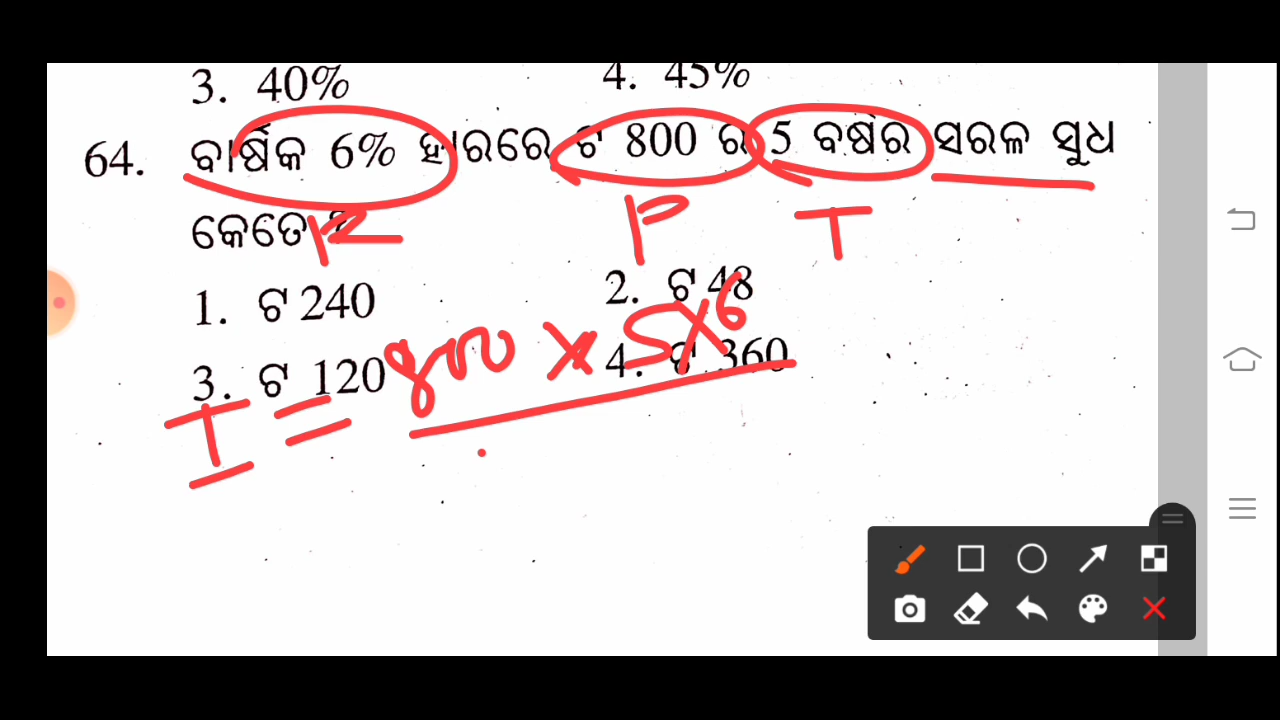 3. 40% 4. 45%
64. ବାର୍ଷିକ 6% ହାରରେ ଟ 800 ର 5 ବର୍ଷର ସରଳ ସୁଧ
କେତେ ?
R P T
1. ଟ 240 2. ଟ 48
3. ଟ 120 4. ଟ 360
I = 800 × 5 × 6